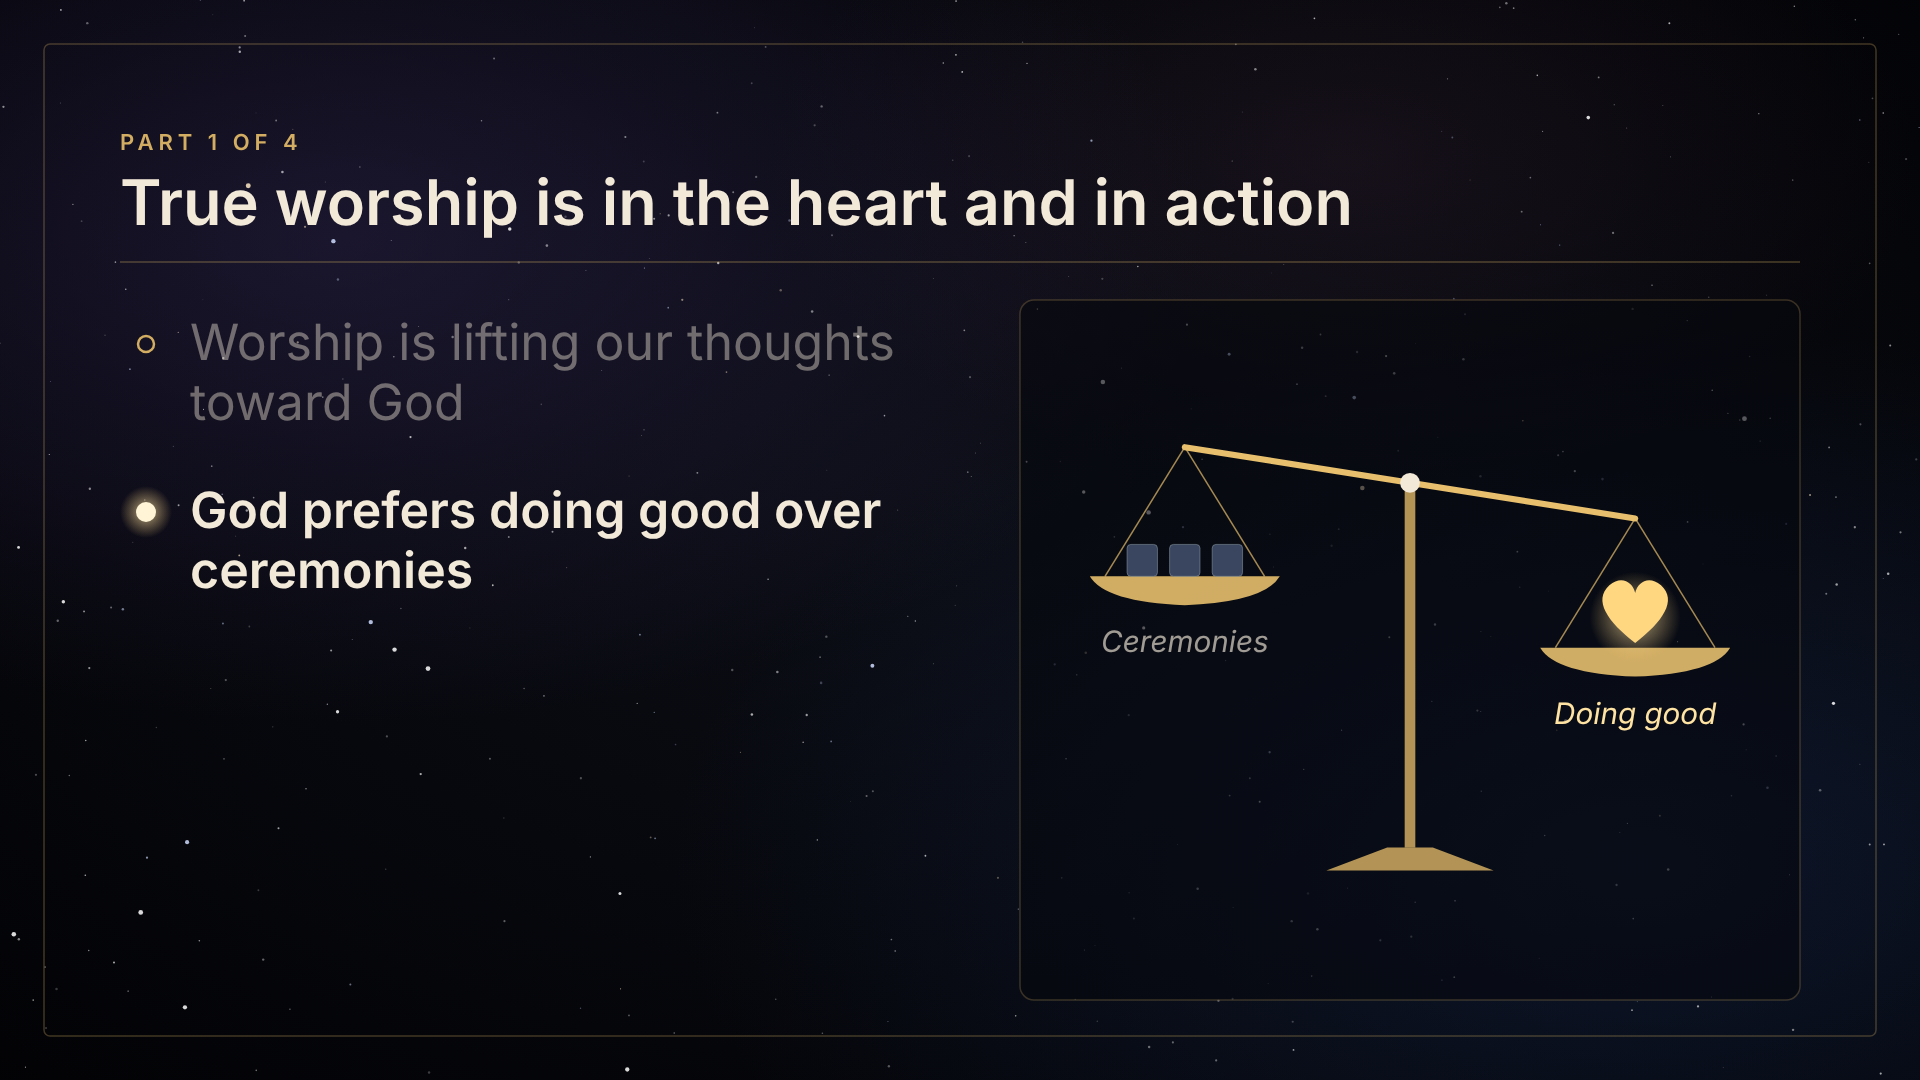 PART 1 OF 4
True worship is in the heart and in action
Worship is lifting our thoughts
toward God
God prefers doing good over
ceremonies
Ceremonies
Doing good